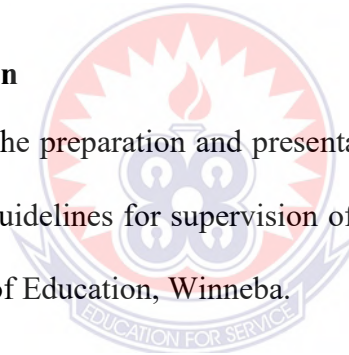 n
he preparation and presenta
uidelines for supervision of
of Education, Winneba.
EDUCATION FOR SERVICE